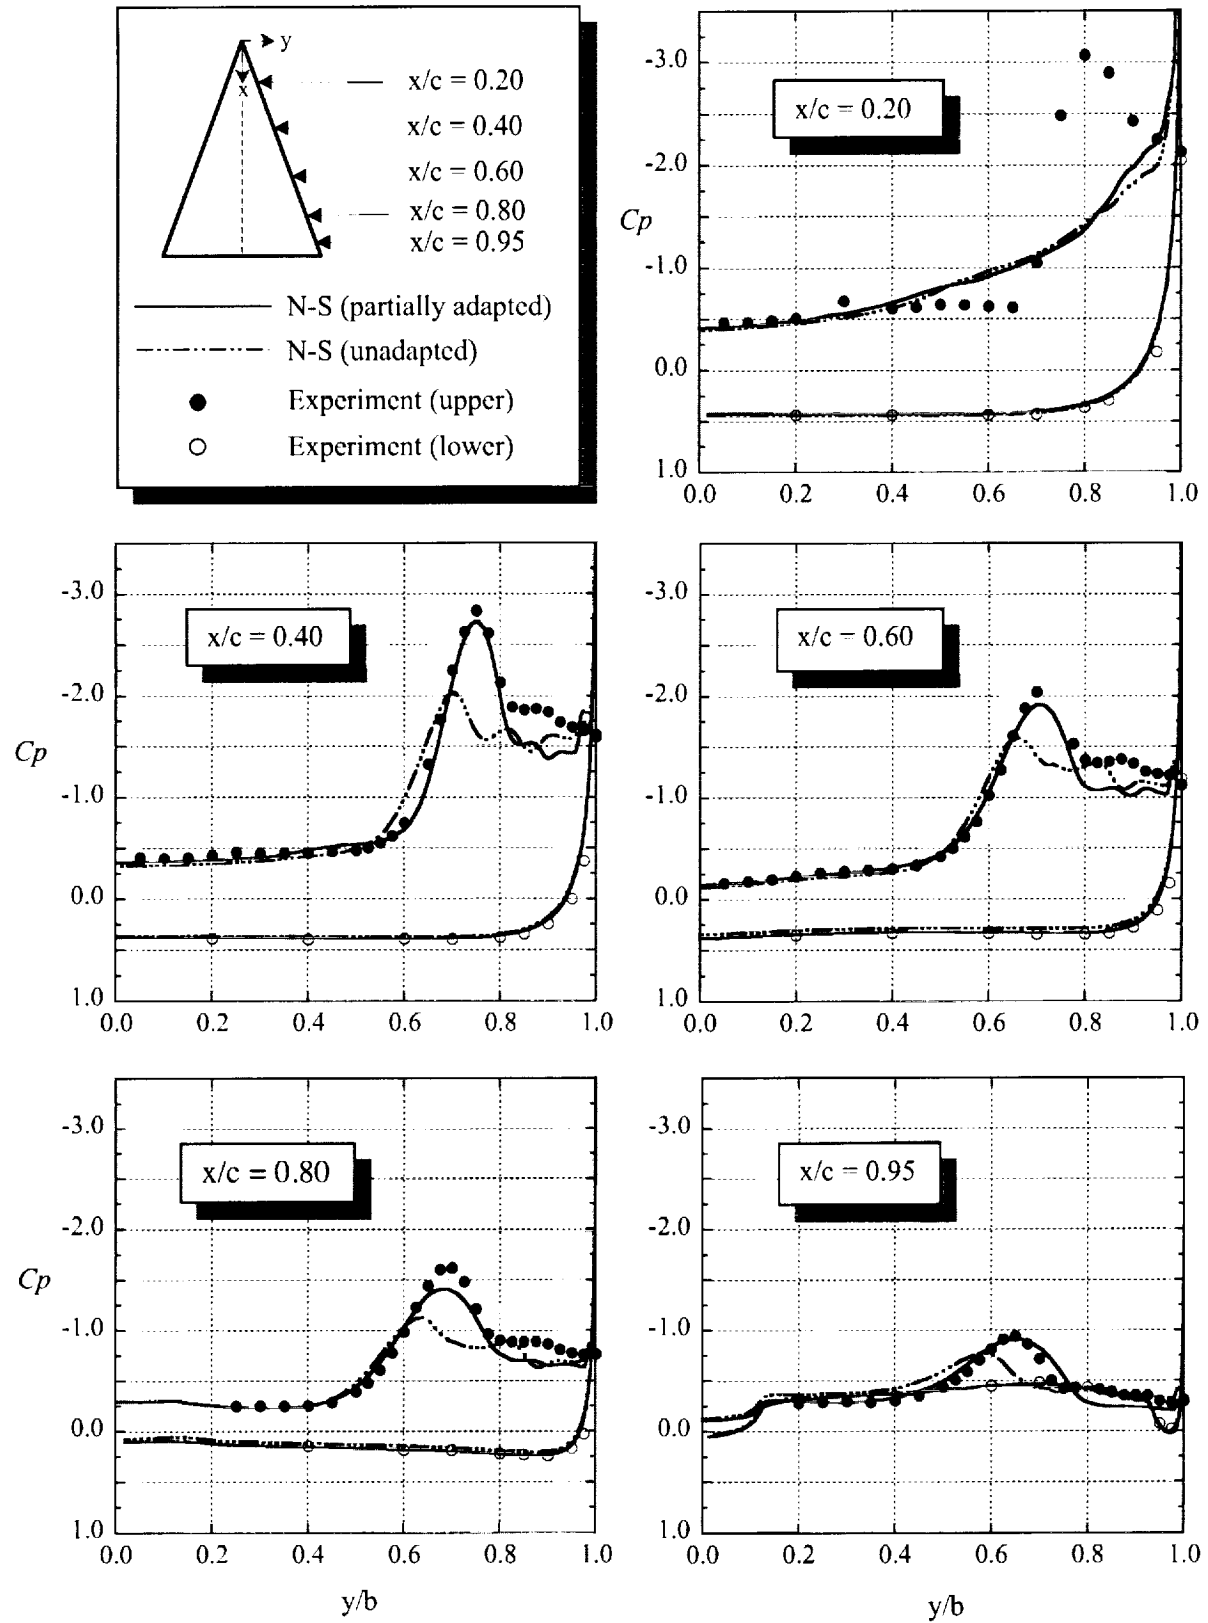 y
x
x/c = 0.20
x/c = 0.40
x/c = 0.60
x/c = 0.80
x/c = 0.95
N-S (partially adapted)
N-S (unadapted)
Experiment (upper)
Experiment (lower)
-3.0
-2.0
-1.0
0.0
1.0
Cp
x/c = 0.20
0.0 0.2 0.4 0.6 0.8 1.0
-3.0
-2.0
-1.0
0.0
1.0
Cp
x/c = 0.40
0.0 0.2 0.4 0.6 0.8 1.0
-3.0
-2.0
-1.0
0.0
1.0
x/c = 0.60
0.0 0.2 0.4 0.6 0.8 1.0
-3.0
-2.0
-1.0
0.0
1.0
Cp
x/c = 0.80
0.0 0.2 0.4 0.6 0.8 1.0
y/b
-3.0
-2.0
-1.0
0.0
1.0
x/c = 0.95
0.0 0.2 0.4 0.6 0.8 1.0
y/b